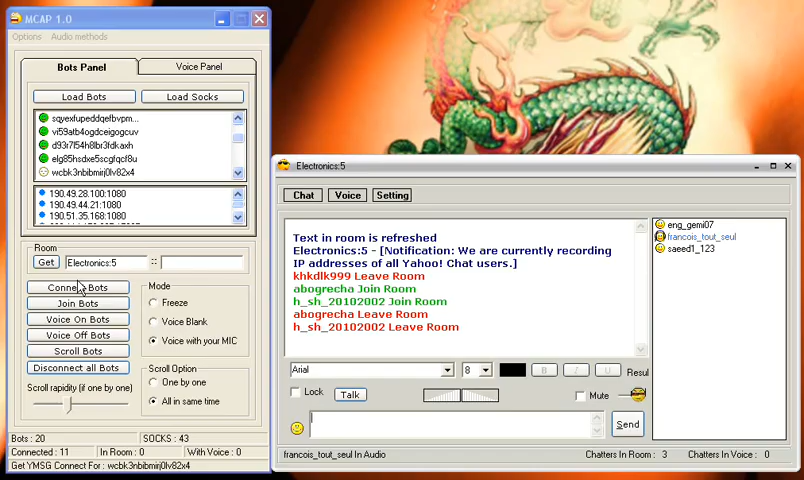 MCAP 1.0
Options Audio methods
Bots Panel Voice Panel
Load Bots Load Socks
sqyexfupeddqefbvpm...
vi59atb4ogdceigogcuv
d93r7f54h8lbr3fdkaxh
elg85hsdxe5scgfqcf8u
wcbk3nbibmirj0lv82x4
190.49.28.100:1080
190.49.44.21:1080
190.51.35.168:1080
Room
Get Electronics:5 ::
Connect Bots
Join Bots
Voice On Bots
Voice Off Bots
Scroll Bots
Disconnect all Bots
Scroll rapidity (if one by one)
Mode
Freeze
Voice Blank
Voice with your MIC
Scroll Option
One by one
All in same time
Bots : 20 SOCKS : 43
Connected : 11 In Room : 0 With Voice : 0
Get YMSG Connect For : wcbk3nbibmirj0lv82x4
Electronics:5
Chat Voice Setting
Text in room is refreshed
Electronics:5 - [Notification: We are currently recording
IP addresses of all Yahoo! Chat users.]
khkdlk999 Leave Room
abogrecha Join Room
h_sh_20102002 Join Room
abogrecha Leave Room
h_sh_20102002 Leave Room
eng_gemi07
francois_tout_seul
saeed1_123
Arial 8 B I U Resul
Lock Talk Mute
Send
francois_tout_seul In Audio Chatters In Room : 3 Chatters In Voice : 0